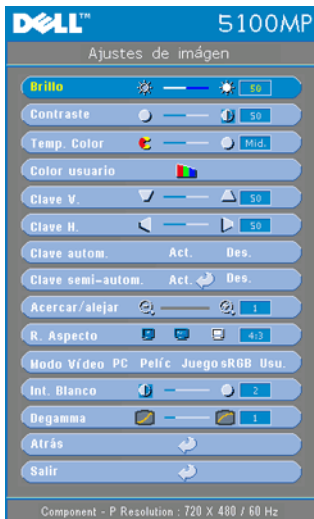 DELL™ 5100MP
Ajustes de imágen
Brillo 50
Contraste 50
Temp. Color Mid.
Color usuario
Clave V. 50
Clave H. 50
Clave autom. Act. Des.
Clave semi-autom. Act. Des.
Acercar/alejar 1
R. Aspecto 4:3
Modo Vídeo PC Pelíc Juego sRGB Usu.
Int. Blanco 2
Degamma 1
Atrás
Salir
Component - P Resolution : 720 X 480 / 60 Hz